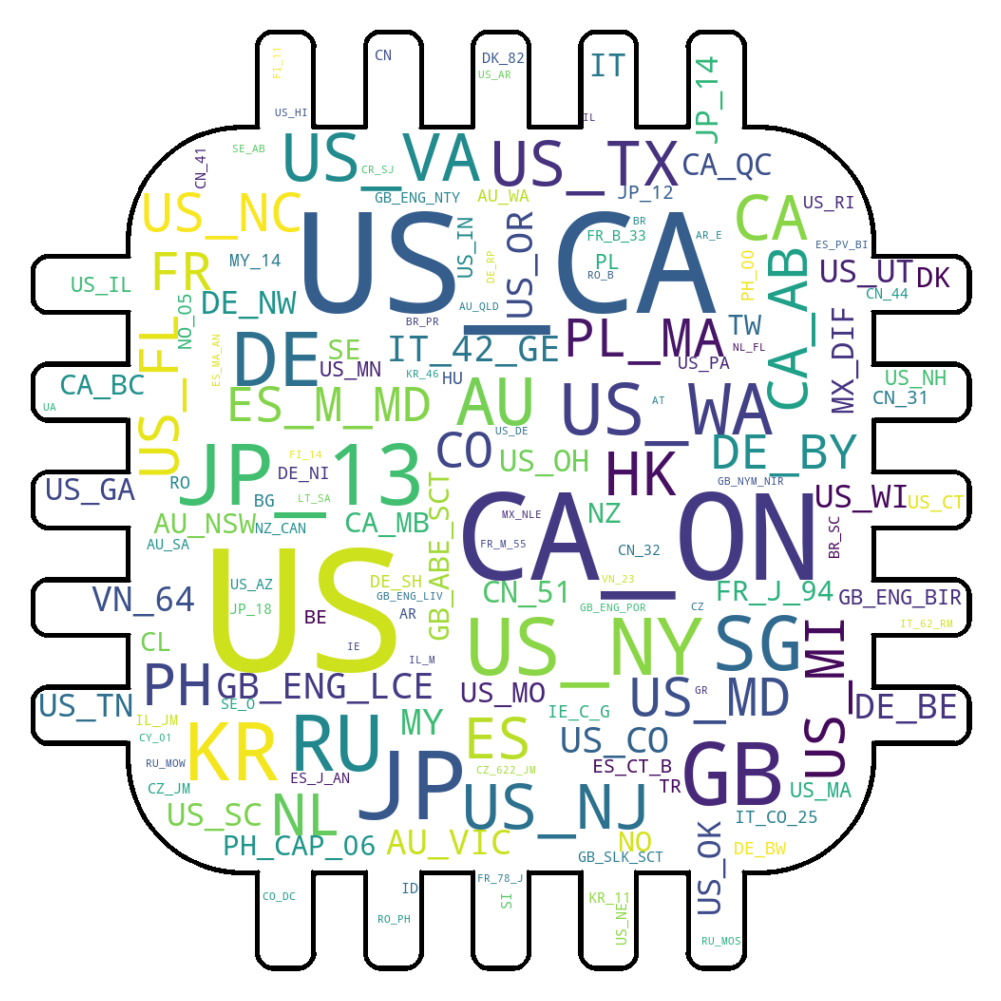 FI_11
CN
DK_82
US_AR
IT
JP_14
US_HI
IL
SE_AB
CN_41
US_VA
CR_SJ
US_TX
CA_QC
GB_ENG_NTY
AU_WA
JP_12
US_RI
US_NC
US_CA
US_IN
US_OR
BR
FR_B_33
AR_E
CA
ES_PV_BI
FR
MY_14
DE_RP
PL
RO_B
PH_00
CA_AB
US_UT
DK
US_IL
CN_44
NO_05
DE_NW
AU_QLD
BR_PR
PL_MA
TW
MX_DIF
US_FL
ES_MA_AN
DE
SE
US_MN
IT_42_GE
NL_FL
US_PA
KR_46
HU
US_NH
CA_BC
UA
CN_31
ES_M_MD
AU
US_WA
AT
US_DE
CO
DE_BY
JP_13
FI_14
DE_NI
US_OH
HK
GB_NYM_NIR
RO
US_GA
BG
LT_SA
US_WI
US_CT
AU_NSW
NZ_CAN
CA_MB
GB_ABE_SCT
CA_ON
MX_NLE
NZ
BR_SC
AU_SA
FR_M_55
CN_32
US
US_AZ
DE_SH
VN_23
VN_64
GB_ENG_LIV
CN_51
FR_J_94
GB_ENG_BIR
JP_18
BE
AR
GB_ENG_POR
CZ
IT_62_RM
CL
IE
IL_M
US_NY
SG
US_MI
PH
GB_ENG_LCE
US_MO
US_MD
GR
US_TN
SE_O
IL_JM
MY
IE_C_G
DE_BE
CY_01
KR
RU
ES
US_CO
RU_MOW
ES_J_AN
JP
CZ_622_JM
ES_CT_B
GB
CZ_JM
TR
US_MA
US_SC
NL
US_NJ
IT_CO_25
PH_CAP_06
AU_VIC
NO
US_OK
DE_BW
GB_SLK_SCT
CO_DC
ID
FR_78_J
SI
KR_11
RO_PH
US_NE
RU_MOS